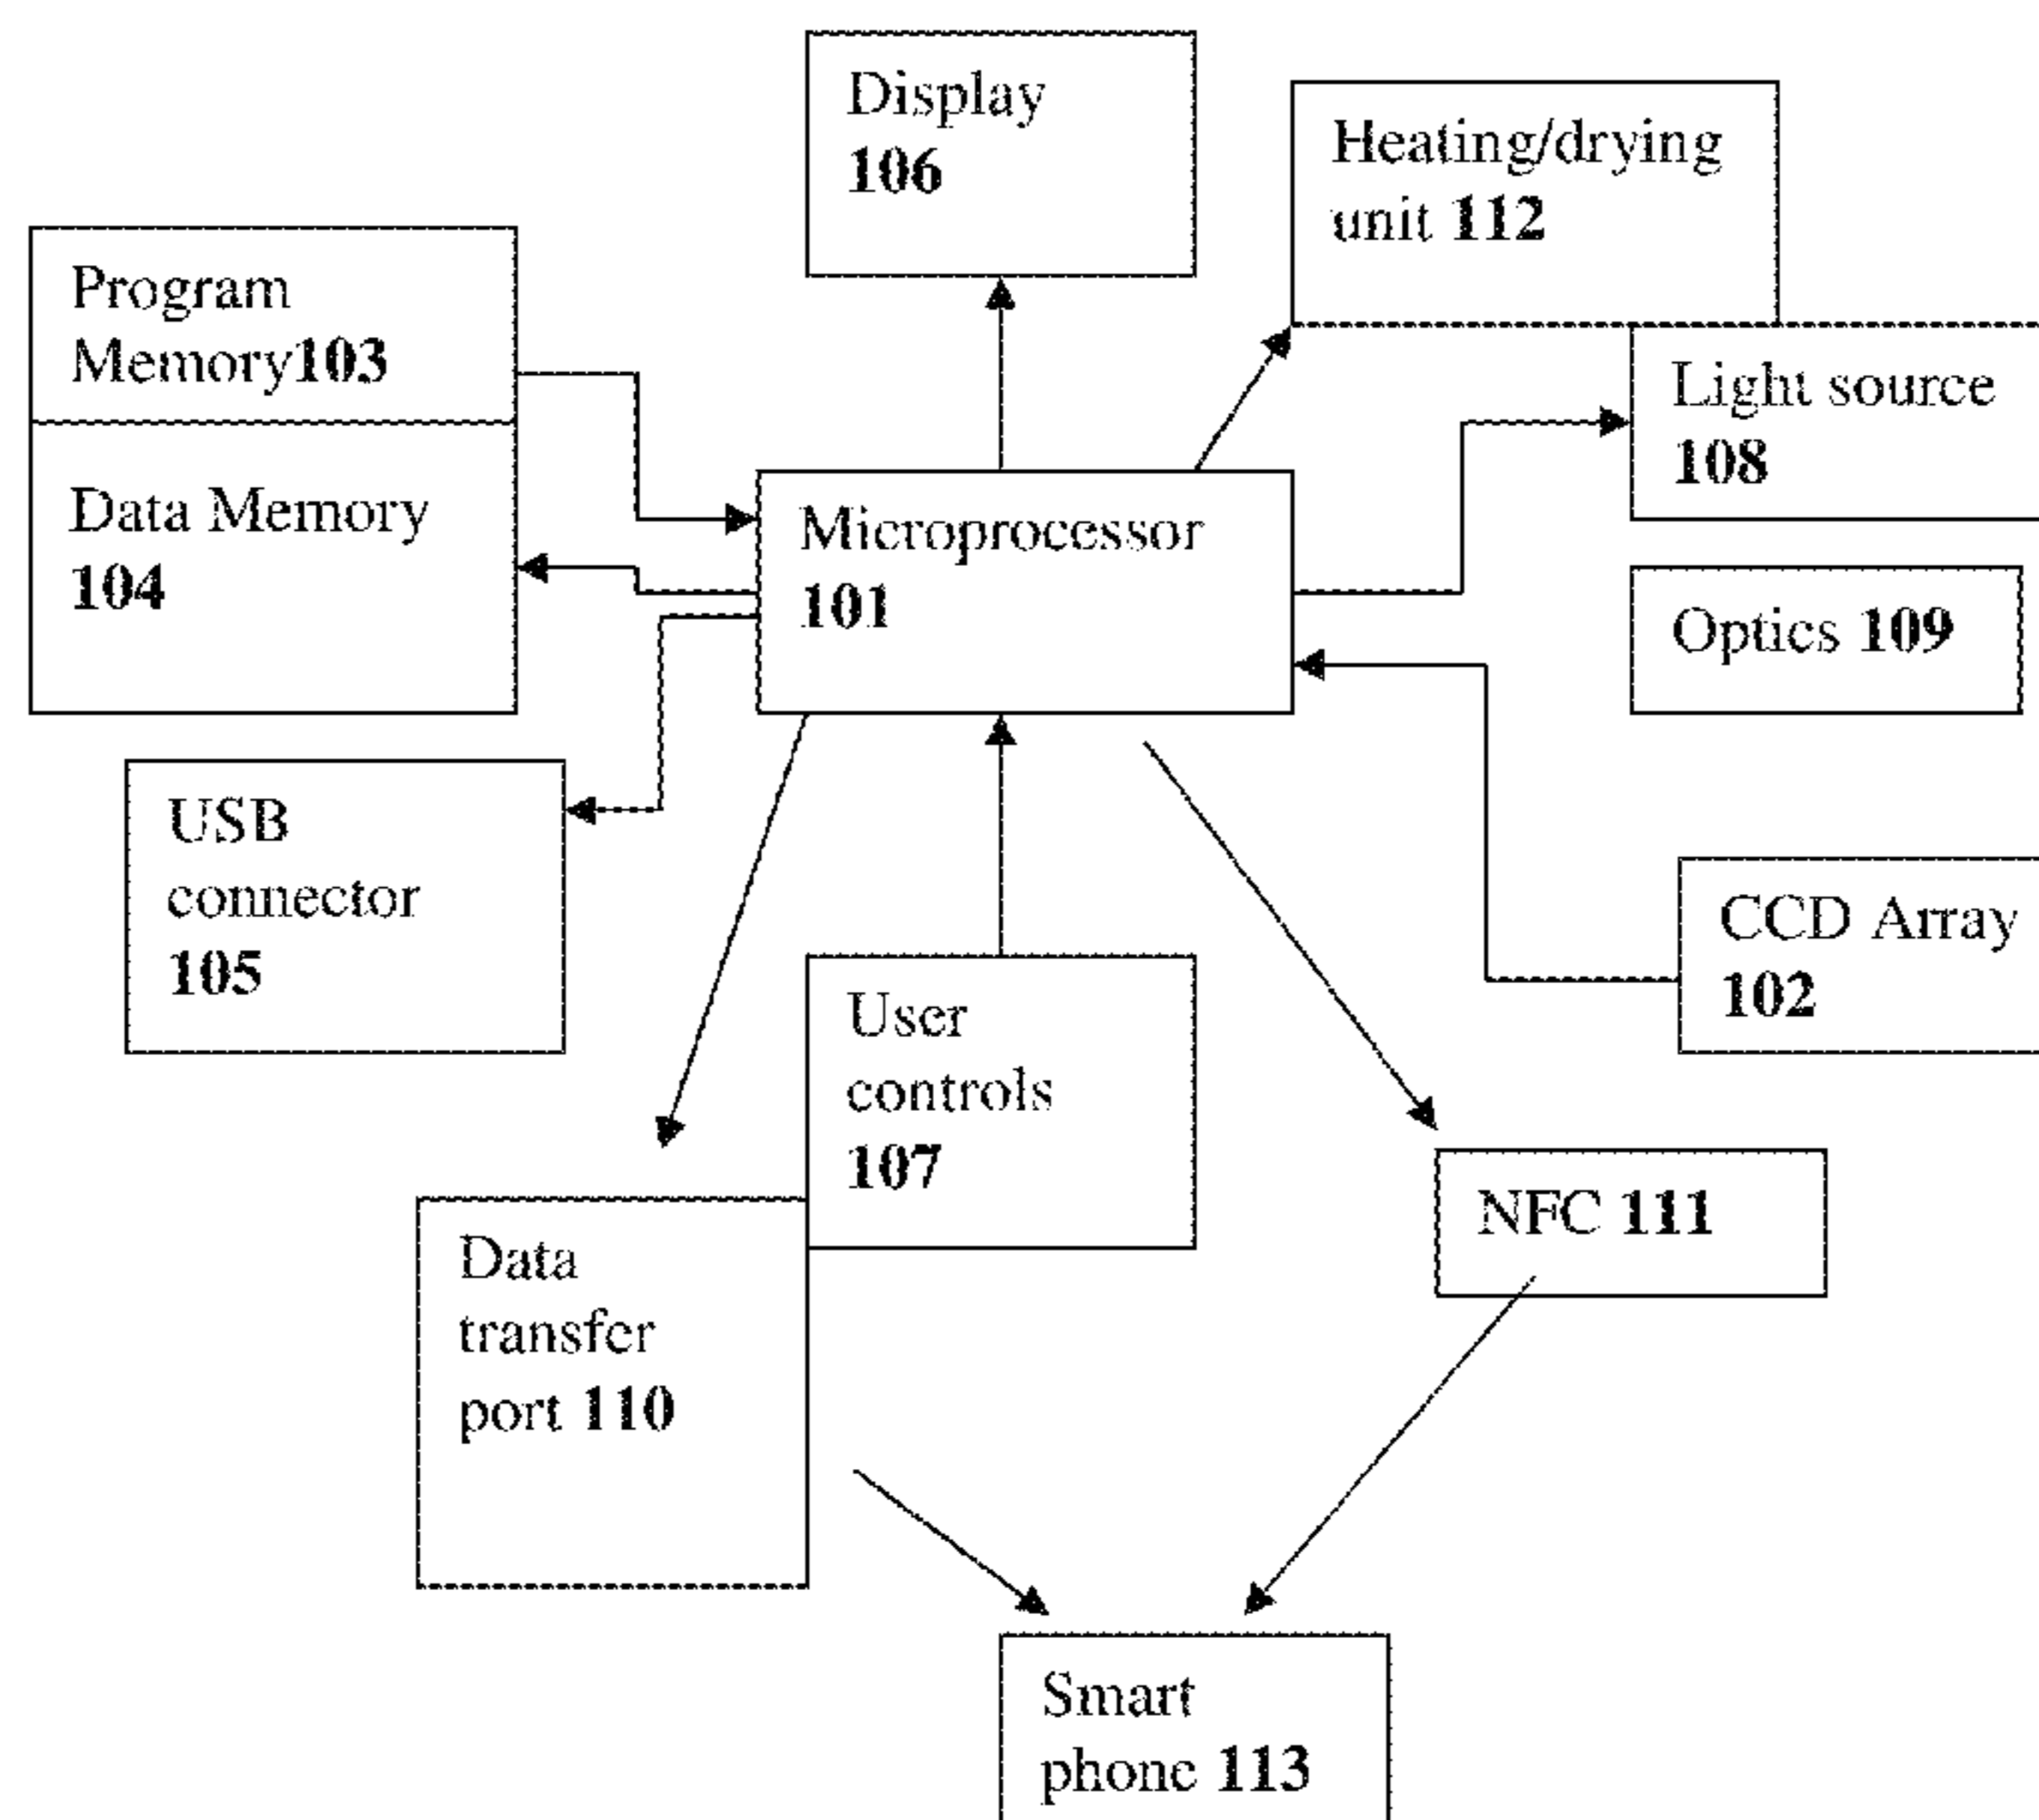 Display
106
Heating/drying
unit 112
Program
Memory103
Light source
108
Data Memory
104
Microprocessor
101
Optics 109
USB
connector
105
CCD Array
102
User
controls
107
NFC 111
Data
transfer
port 110
Smart
phone 113